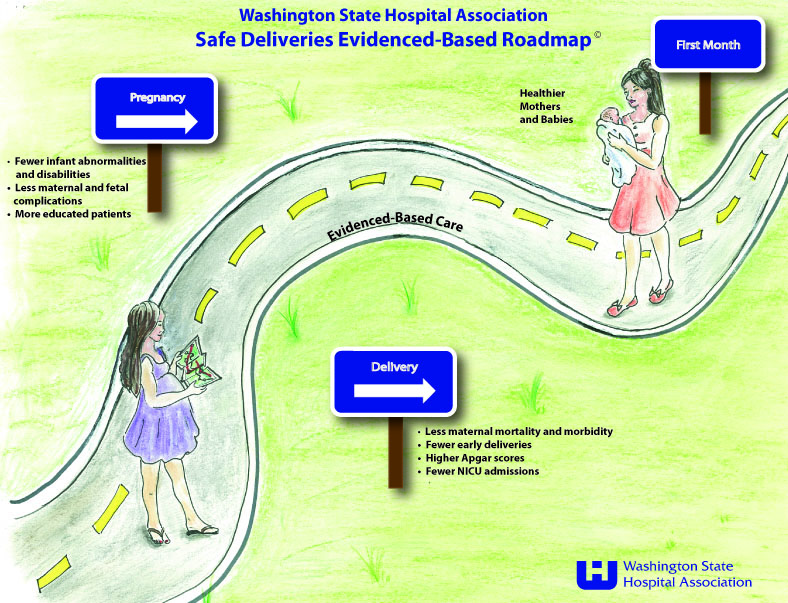 Washington State Hospital Association
Safe Deliveries Evidenced-Based Roadmap©
First Month
Pregnancy
Healthier
Mothers
and Babies
• Fewer infant abnormalities
and disabilities
• Less maternal and fetal
complications
• More educated patients
Evidenced-Based Care
Delivery
• Less maternal mortality and morbidity
• Fewer early deliveries
• Higher Apgar scores
• Fewer NICU admissions
Washington State
Hospital Association